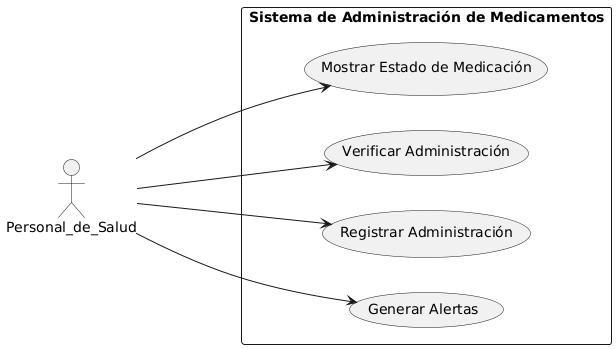 Sistema de Administración de Medicamentos
Mostrar Estado de Medicación
Verificar Administración
Personal_de_Salud
Registrar Administración
Generar Alertas